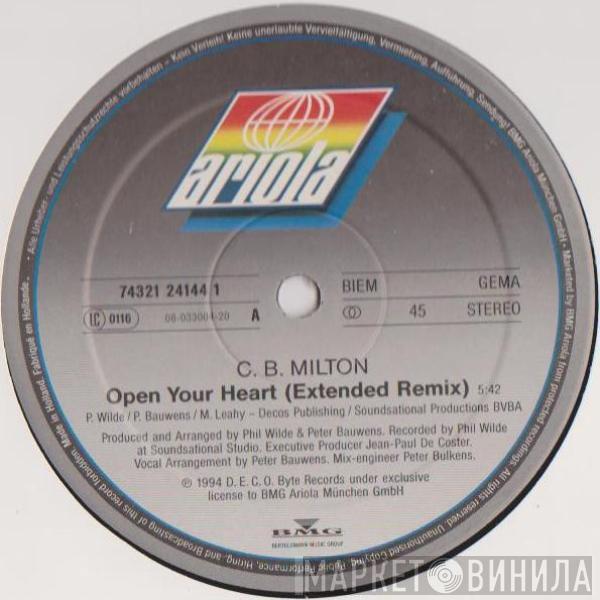 - Alle Urheber- und Leistungsschutzrechte vorbehalten - Kein Verleih! Keine unerlaubte Vervielfältigung, Vermietung, Aufführung, Sendung! BMG Ariola München GmbH - Marketed by BMG Ariola from protected recordings. All rights reserved. Unauthorised Copying, Public Performance, Hiring, and Broadcasting of this record forbidden. Made in Holland. Fabriqué en Hollande.
ariola
74321 24144 1
BIEM
GEMA
LC 0116
A
45
STEREO
C. B. MILTON
Open Your Heart (Extended Remix) 5:42
P. Wilde/P. Bauwens/M. Leahy – Decos Publishing/Soundsational Productions BVBA
Produced and Arranged by Phil Wilde & Peter Bauwens. Recorded by Phil Wilde
at Soundsational Studio. Executive Producer Jean-Paul De Coster.
Vocal Arrangement by Peter Bauwens. Mix-engineer Peter Bulkens.
℗ 1994 D. E. C. O. Byte Records under exclusive
license to BMG Ariola München GmbH
BMG
BERTELSMANN MUSIC GROUP
МАРКЕТ ВИНИЛА